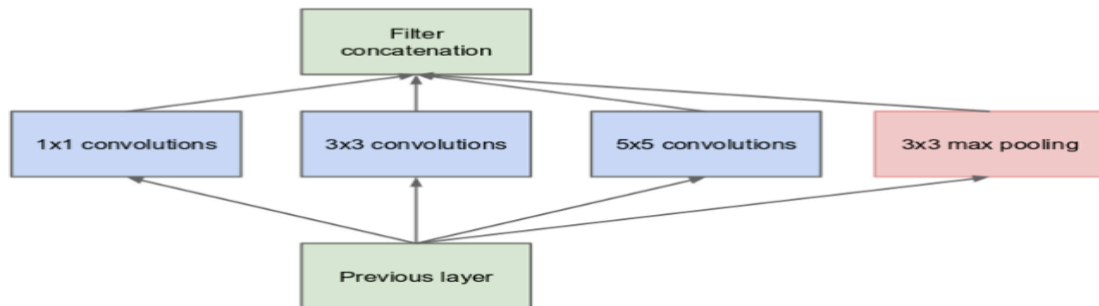 Filter
concatenation
1x1 convolutions
3x3 convolutions
5x5 convolutions
3x3 max pooling
Previous layer